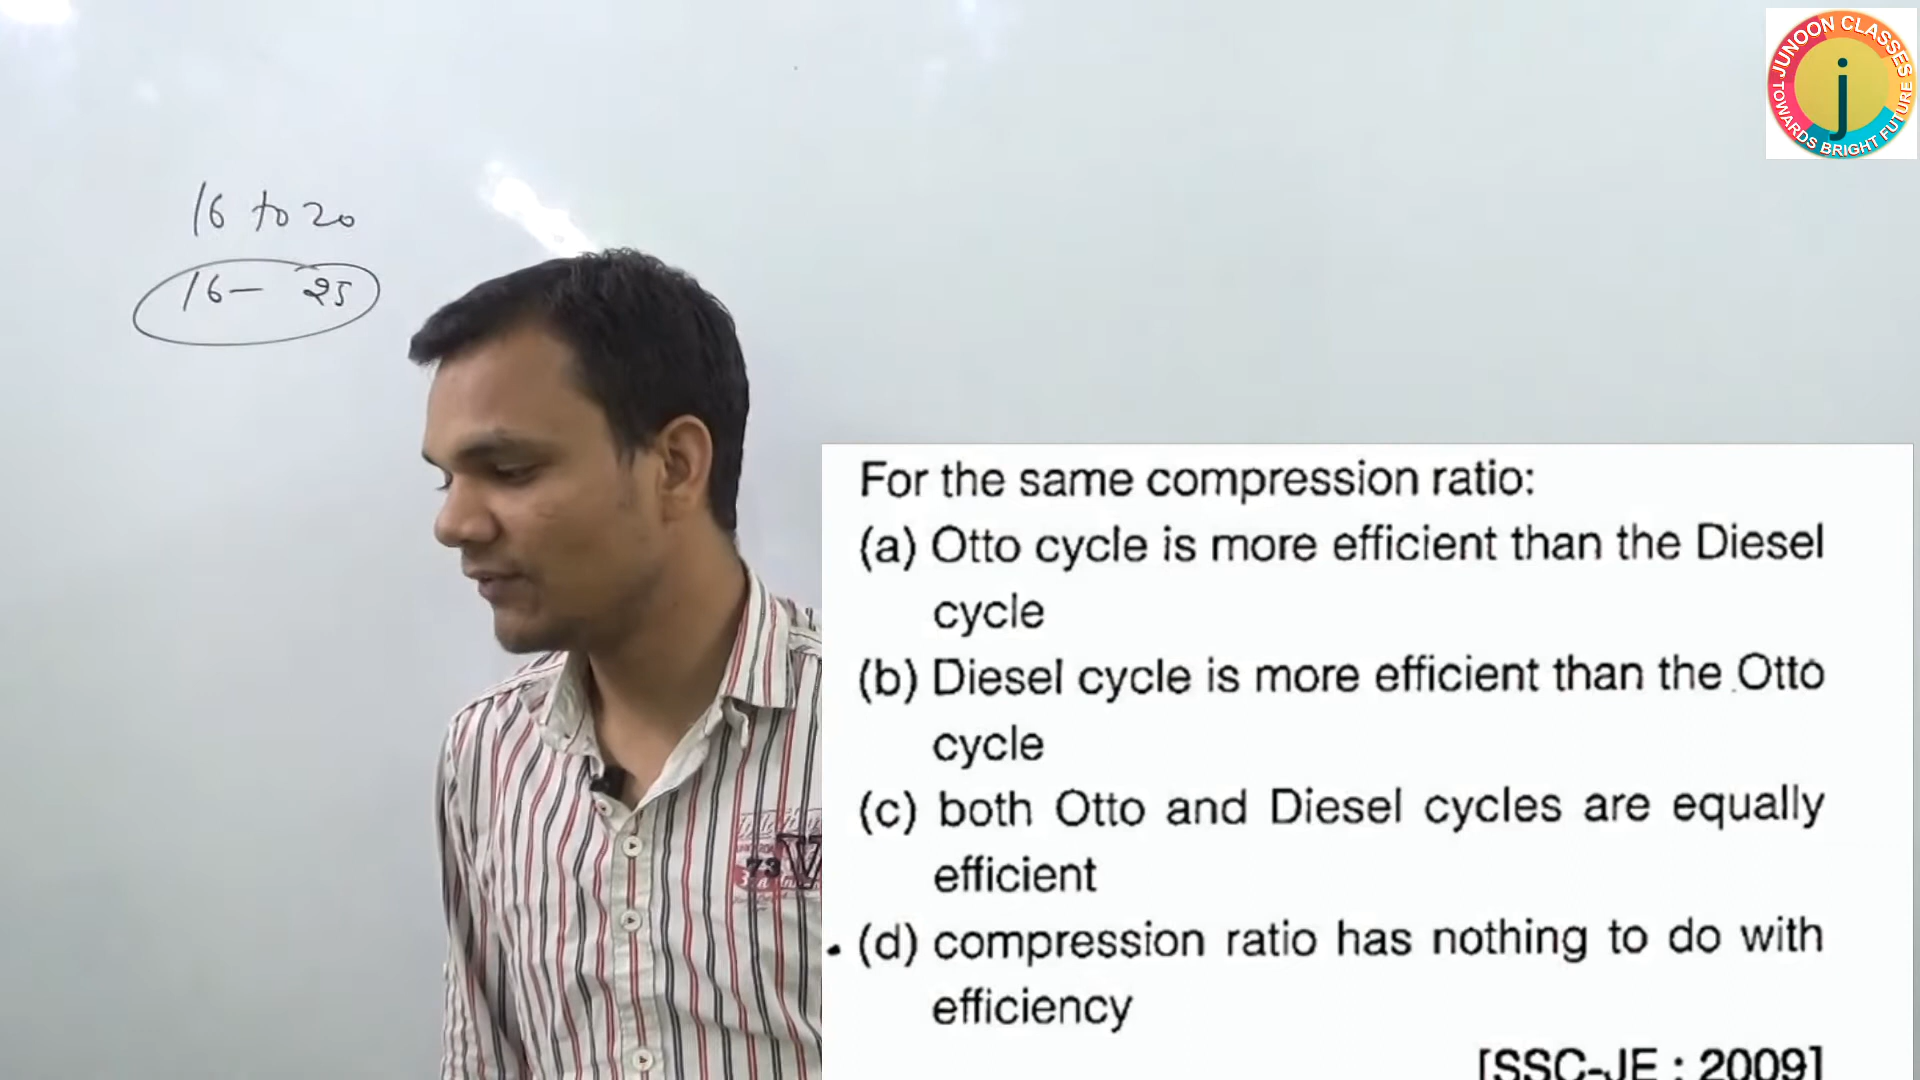 JUNOON CLASSES
TOWARDS BRIGHT FUTURE
j
16 to 20
16 – 25
For the same compression ratio:
(a) Otto cycle is more efficient than the Diesel
cycle
(b) Diesel cycle is more efficient than the Otto
cycle
(c) both Otto and Diesel cycles are equally
efficient
(d) compression ratio has nothing to do with
efficiency
[SSC-JE : 2009]
73